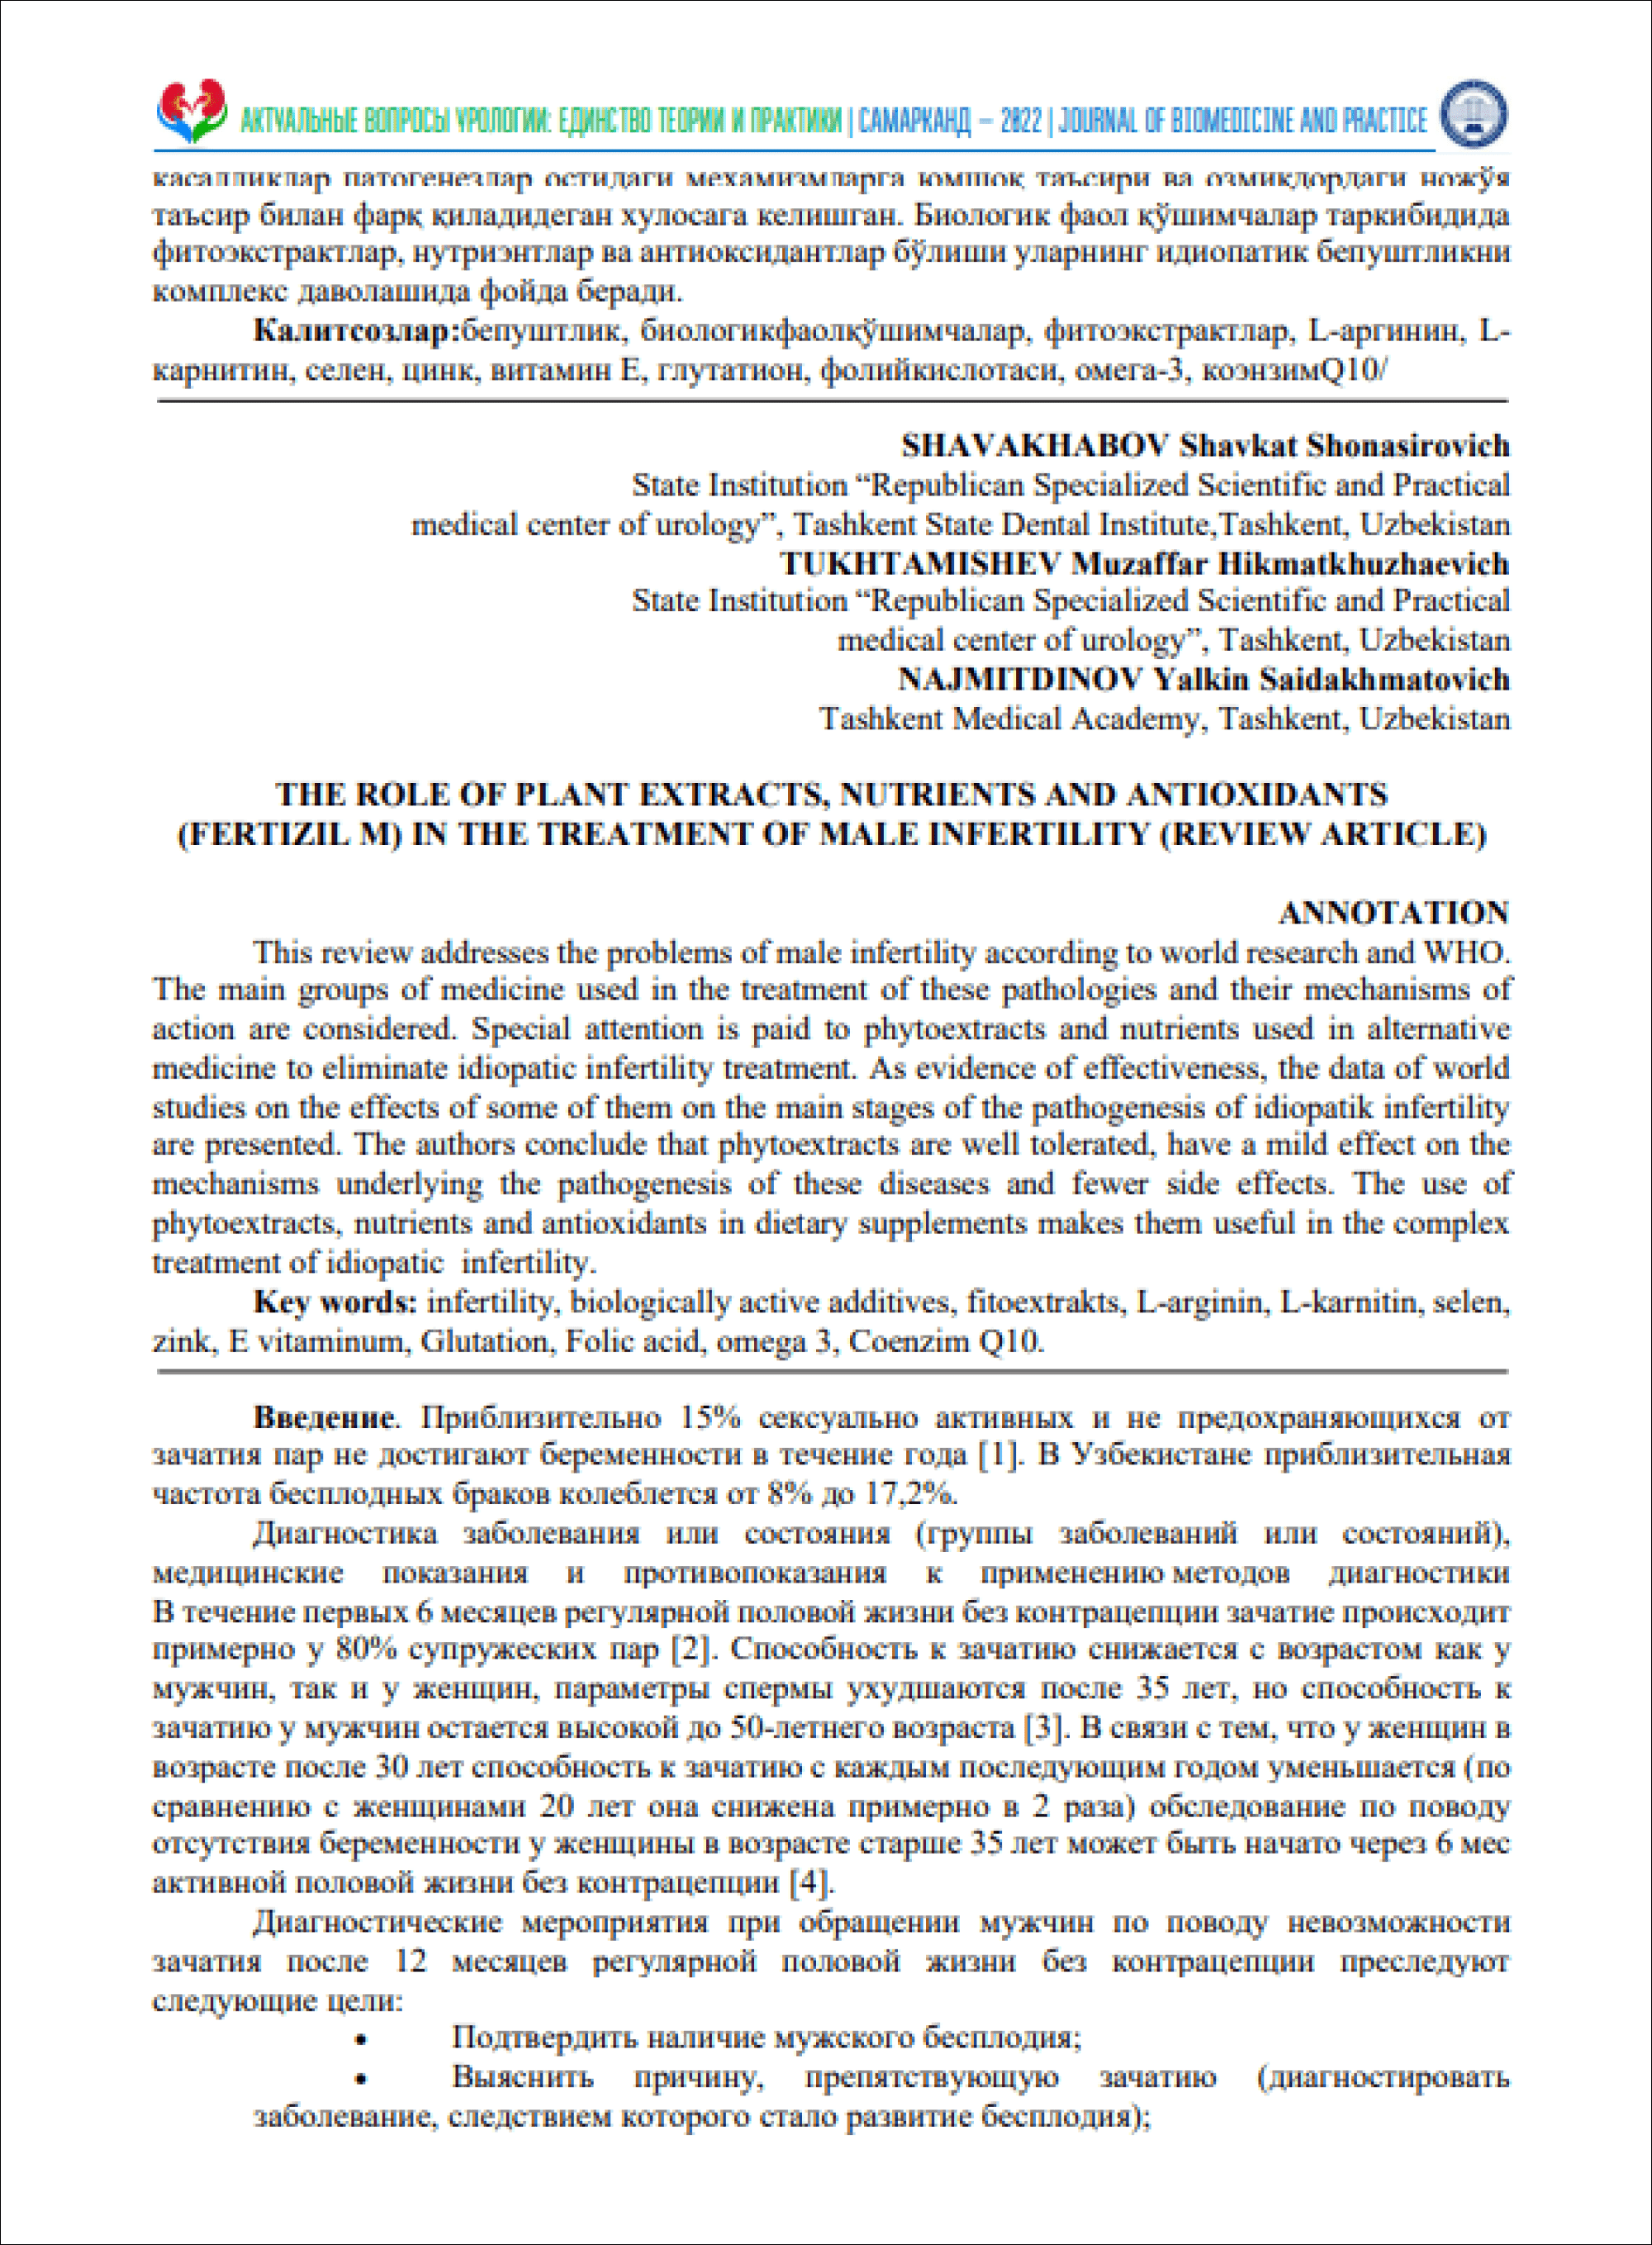 АКТУАЛЬНЫЕ ВОПРОСЫ УРОЛОГИИ: ЕДИНСТВО ТЕОРИИ И ПРАКТИКИ | САМАРКАНД – 2022 | JOURNAL OF BIOMEDICINE AND PRACTICE
касалликлар патогенезлар остидаги мехамизмларга юмшоқ таъсири ва озмиқдордаги ножўя
таъсир билан фарқ қиладидеган хулосага келишган. Биологик фаол қўшимчалар таркибидида
фитоэкстрактлар, нутриэнтлар ва антиоксидантлар бўлиши уларнинг идиопатик бепуштликни
комплекс даволашида фойда беради.
Калитсозлар:бепуштлик, биологикфаолқўшимчалар, фитоэкстрактлар, L-аргинин, L-
карнитин, селен, цинк, витамин Е, глутатион, фолийкислотаси, омега-3, коэнзимQ10/
SHAVAKHABOV Shavkat Shonasirovich
State Institution “Republican Specialized Scientific and Practical
medical center of urology”, Tashkent State Dental Institute,Tashkent, Uzbekistan
TUKHTAMISHEV Muzaffar Hikmatkhuzhaevich
State Institution “Republican Specialized Scientific and Practical
medical center of urology”, Tashkent, Uzbekistan
NAJMITDINOV Yalkin Saidakhmatovich
Tashkent Medical Academy, Tashkent, Uzbekistan
THE ROLE OF PLANT EXTRACTS, NUTRIENTS AND ANTIOXIDANTS
(FERTIZIL M) IN THE TREATMENT OF MALE INFERTILITY (REVIEW ARTICLE)
ANNOTATION
This review addresses the problems of male infertility according to world research and WHO.
The main groups of medicine used in the treatment of these pathologies and their mechanisms of
action are considered. Special attention is paid to phytoextracts and nutrients used in alternative
medicine to eliminate idiopatic infertility treatment. As evidence of effectiveness, the data of world
studies on the effects of some of them on the main stages of the pathogenesis of idiopatik infertility
are presented. The authors conclude that phytoextracts are well tolerated, have a mild effect on the
mechanisms underlying the pathogenesis of these diseases and fewer side effects. The use of
phytoextracts, nutrients and antioxidants in dietary supplements makes them useful in the complex
treatment of idiopatic infertility.
Key words: infertility, biologically active additives, fitoextrakts, L-arginin, L-karnitin, selen,
zink, E vitaminum, Glutation, Folic acid, omega 3, Coenzim Q10.
Введение. Приблизительно 15% сексуально активных и не предохраняющихся от
зачатия пар не достигают беременности в течение года [1]. В Узбекистане приблизительная
частота бесплодных браков колеблется от 8% до 17,2%.
Диагностика заболевания или состояния (группы заболеваний или состояний),
медицинские показания и противопоказания к применению методов диагностики
В течение первых 6 месяцев регулярной половой жизни без контрацепции зачатие происходит
примерно у 80% супружеских пар [2]. Способность к зачатию снижается с возрастом как у
мужчин, так и у женщин, параметры спермы ухудшаются после 35 лет, но способность к
зачатию у мужчин остается высокой до 50-летнего возраста [3]. В связи с тем, что у женщин в
возрасте после 30 лет способность к зачатию с каждым последующим годом уменьшается (по
сравнению с женщинами 20 лет она снижена примерно в 2 раза) обследование по поводу
отсутствия беременности у женщины в возрасте старше 35 лет может быть начато через 6 мес
активной половой жизни без контрацепции [4].
Диагностические мероприятия при обращении мужчин по поводу невозможности
зачатия после 12 месяцев регулярной половой жизни без контрацепции преследуют
следующие цели:
• Подтвердить наличие мужского бесплодия;
• Выяснить причину, препятствующую зачатию (диагностировать
заболевание, следствием которого стало развитие бесплодия);